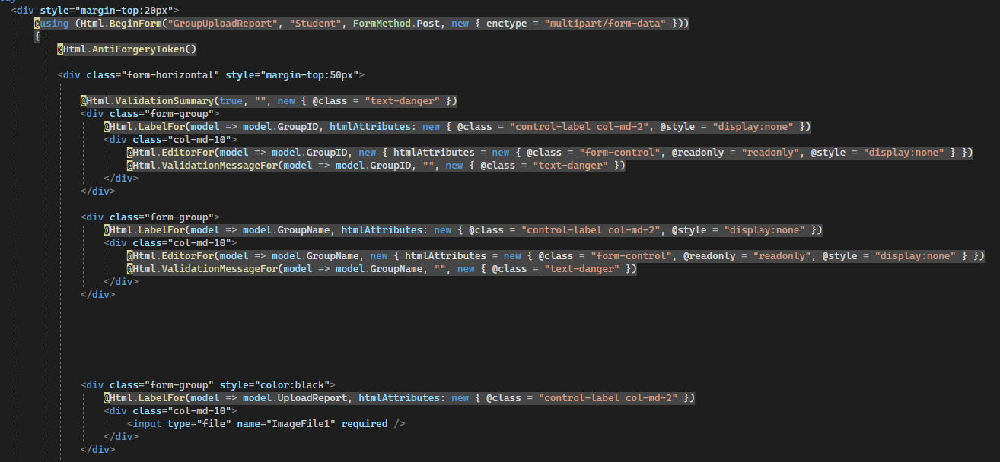 <div style="margin-top:20px">
@using (Html.BeginForm("GroupUploadReport", "Student", FormMethod.Post, new { enctype = "multipart/form-data" }))
{
@Html.AntiForgeryToken()
<div class="form-horizontal" style="margin-top:50px">
@Html.ValidationSummary(true, "", new { @class = "text-danger" })
<div class="form-group">
@Html.LabelFor(model => model.GroupID, htmlAttributes: new { @class = "control-label col-md-2", @style = "display:none" })
<div class="col-md-10">
@Html.EditorFor(model => model.GroupID, new { htmlAttributes = new { @class = "form-control", @readonly = "readonly", @style = "display:none" } })
@Html.ValidationMessageFor(model => model.GroupID, "", new { @class = "text-danger" })
</div>
</div>
<div class="form-group">
@Html.LabelFor(model => model.GroupName, htmlAttributes: new { @class = "control-label col-md-2", @style = "display:none" })
<div class="col-md-10">
@Html.EditorFor(model => model.GroupName, new { htmlAttributes = new { @class = "form-control", @readonly = "readonly", @style = "display:none" } })
@Html.ValidationMessageFor(model => model.GroupName, "", new { @class = "text-danger" })
</div>
</div>
<div class="form-group" style="color:black">
@Html.LabelFor(model => model.UploadReport, htmlAttributes: new { @class = "control-label col-md-2" })
<div class="col-md-10">
<input type="file" name="ImageFile1" required />
</div>
</div>